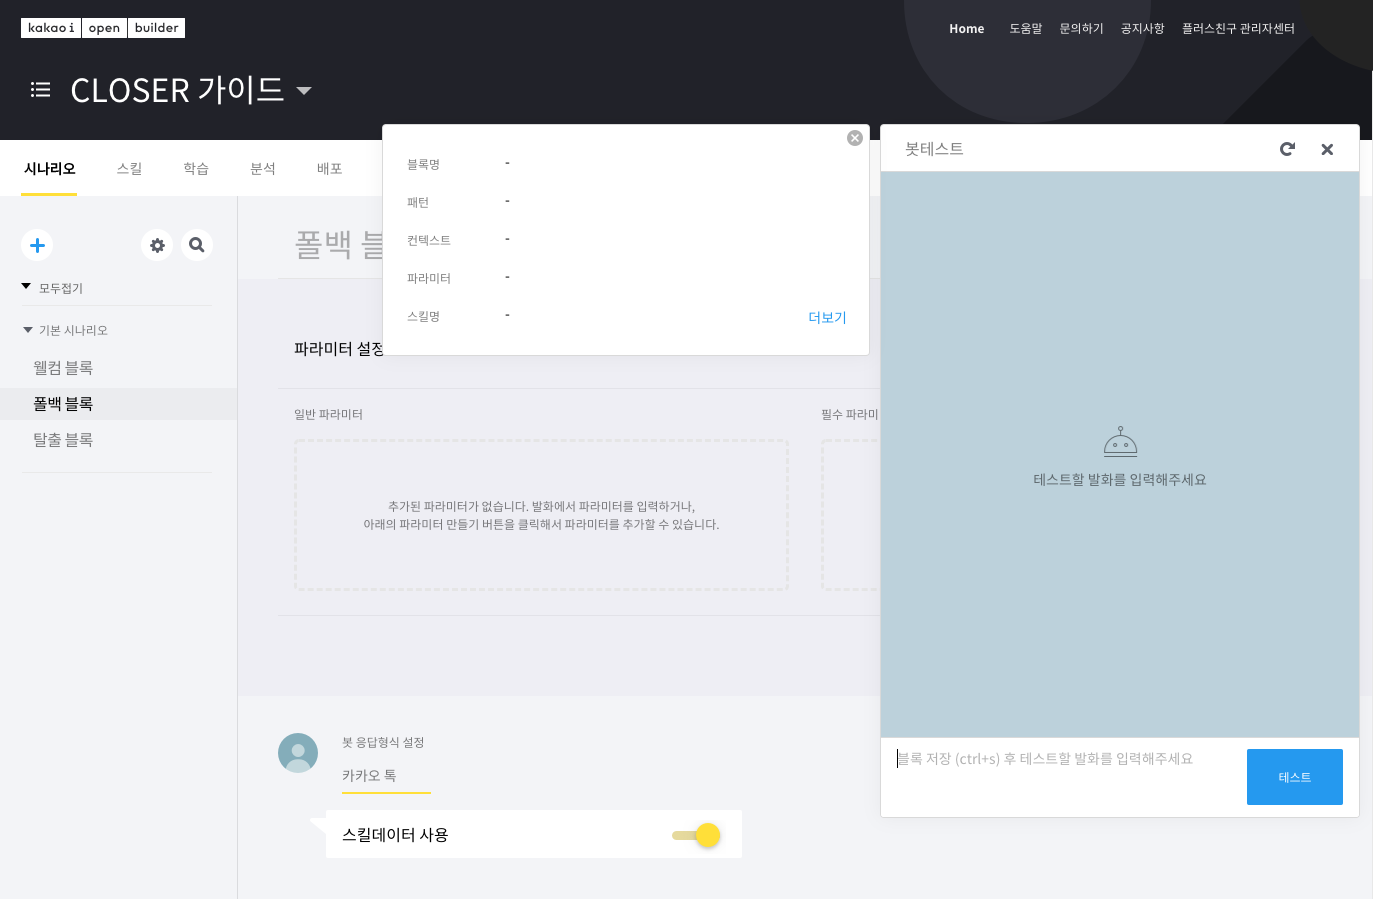 kakao i open builder
Home 도움말 문의하기 공지사항 플러스친구 관리자센터
CLOSER 가이드
시나리오 스킬 학습 분석 배포
모두접기
기본 시나리오
웰컴 블록
폴백 블록
탈출 블록
폴백
파라미터 설정
일반 파라미터
필수 파라미
추가된 파라미터가 없습니다. 발화에서 파라미터를 입력하거나,
아래의 파라미터 만들기 버튼을 클릭해서 파라미터를 추가할 수 있습니다.
봇 응답형식 설정
카카오 톡
스킬데이터 사용
블록명 -
패턴 -
컨텍스트 -
파라미터 -
스킬명 -
더보기
봇테스트
테스트할 발화를 입력해주세요
블록 저장 (ctrl+s) 후 테스트할 발화를 입력해주세요
테스트